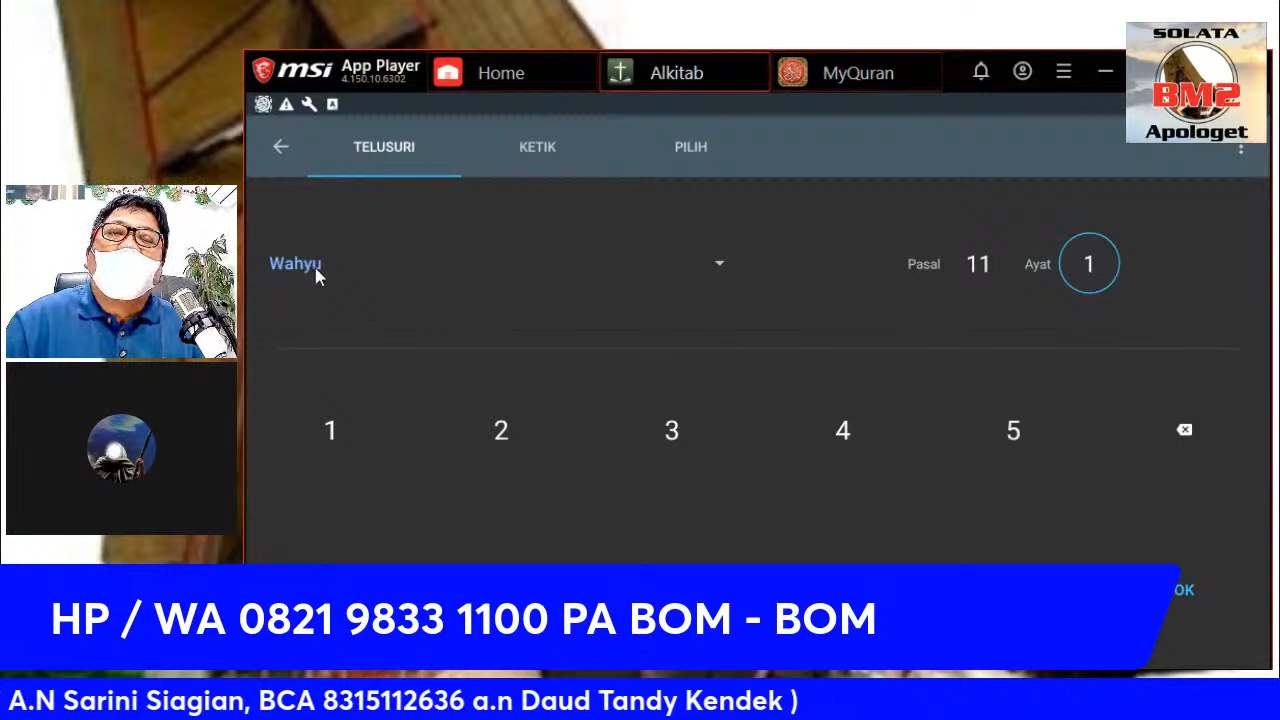 msi App Player
4.150.10.6302
Home
Alkitab
MyQuran
SOLATA
BM2
Apologet
TELUSURI
KETIK
PILIH
Wahyu
Pasal 11 Ayat 1
1 2 3 4 5
OK
HP / WA 0821 9833 1100 PA BOM - BOM
A.N Sarini Siagian, BCA 8315112636 a.n Daud Tandy Kendek )